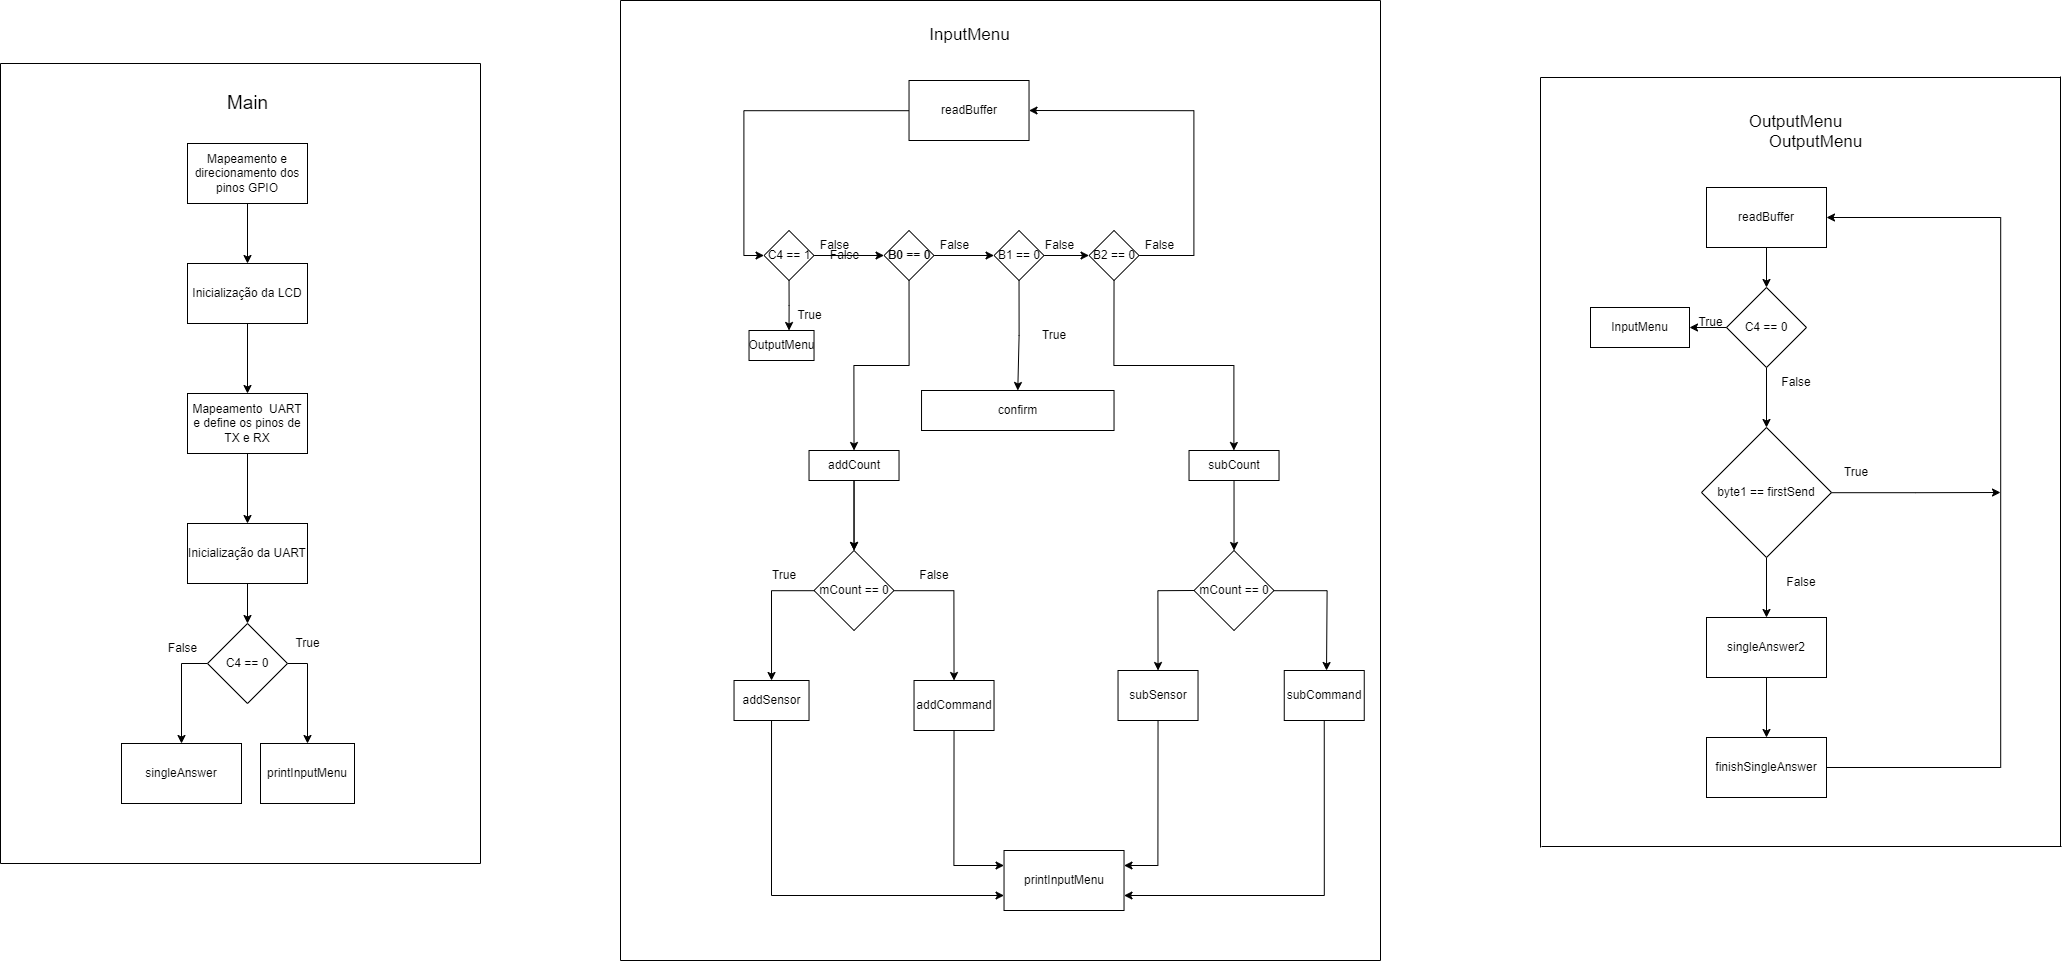 Main
Mapeamento e
direcionamento dos
pinos GPIO
Inicialização da LCD
Mapeamento  UART
e define os pinos de
TX e RX
Inicialização da UART
C4 == 0
False
True
singleAnswer
printInputMenu
InputMenu
readBuffer
C4 == 1
False
False
B0 == 0
False
B1 == 0
False
B2 == 0
False
True
OutputMenu
True
confirm
addCount
subCount
True
mCount == 0
False
mCount == 0
addSensor
addCommand
subSensor
subCommand
printInputMenu
OutputMenu
OutputMenu
readBuffer
InputMenu
True
C4 == 0
False
byte1 == firstSend
True
False
singleAnswer2
finishSingleAnswer